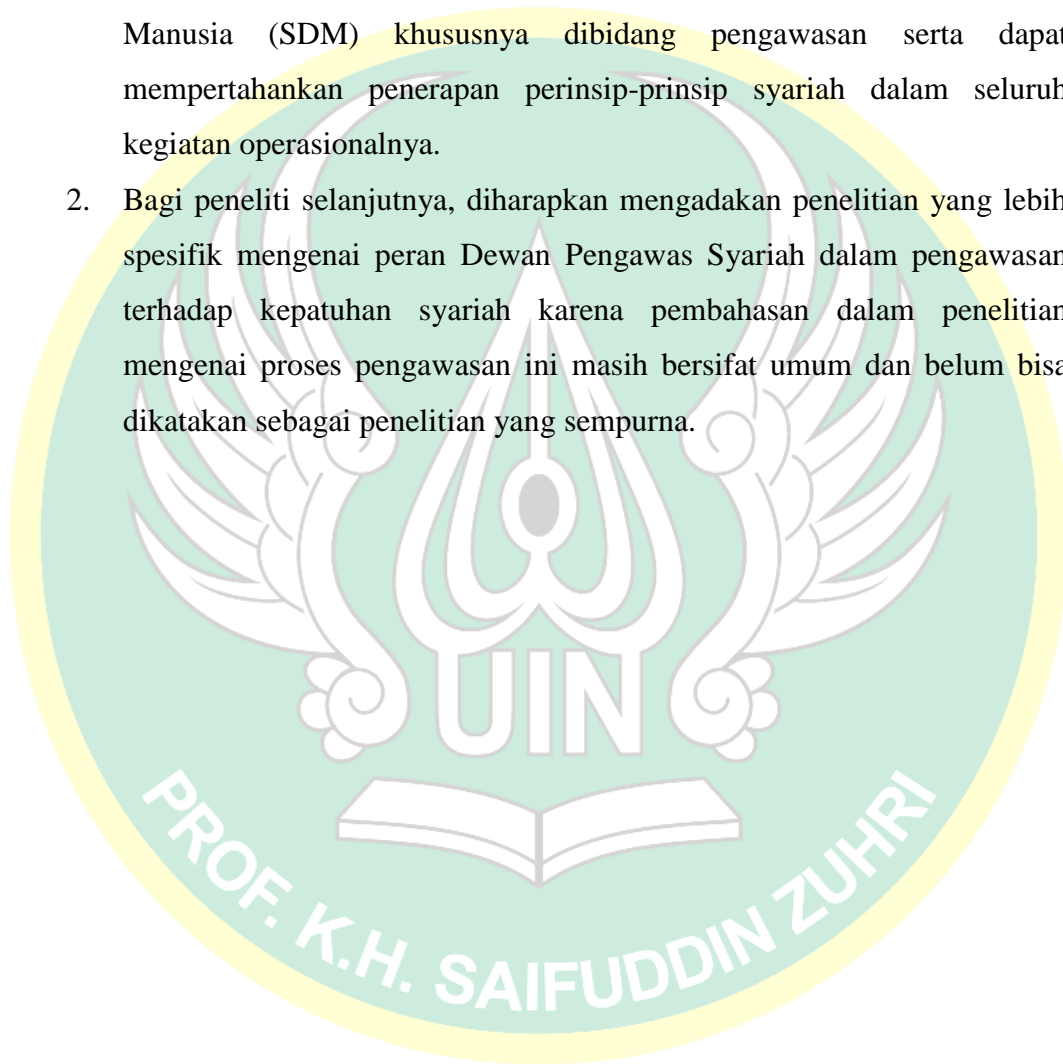 Manusia (SDM) khususnya dibidang pengawasan serta dapat
mempertahankan penerapan perinsip-prinsip syariah dalam seluruh
kegiatan operasionalnya.
2. Bagi peneliti selanjutnya, diharapkan mengadakan penelitian yang lebih
spesifik mengenai peran Dewan Pengawas Syariah dalam pengawasan
terhadap kepatuhan syariah karena pembahasan dalam penelitian
mengenai proses pengawasan ini masih bersifat umum dan belum bisa
dikatakan sebagai penelitian yang sempurna.
UIN
PROF. K.H. SAIFUDDIN ZUHRI